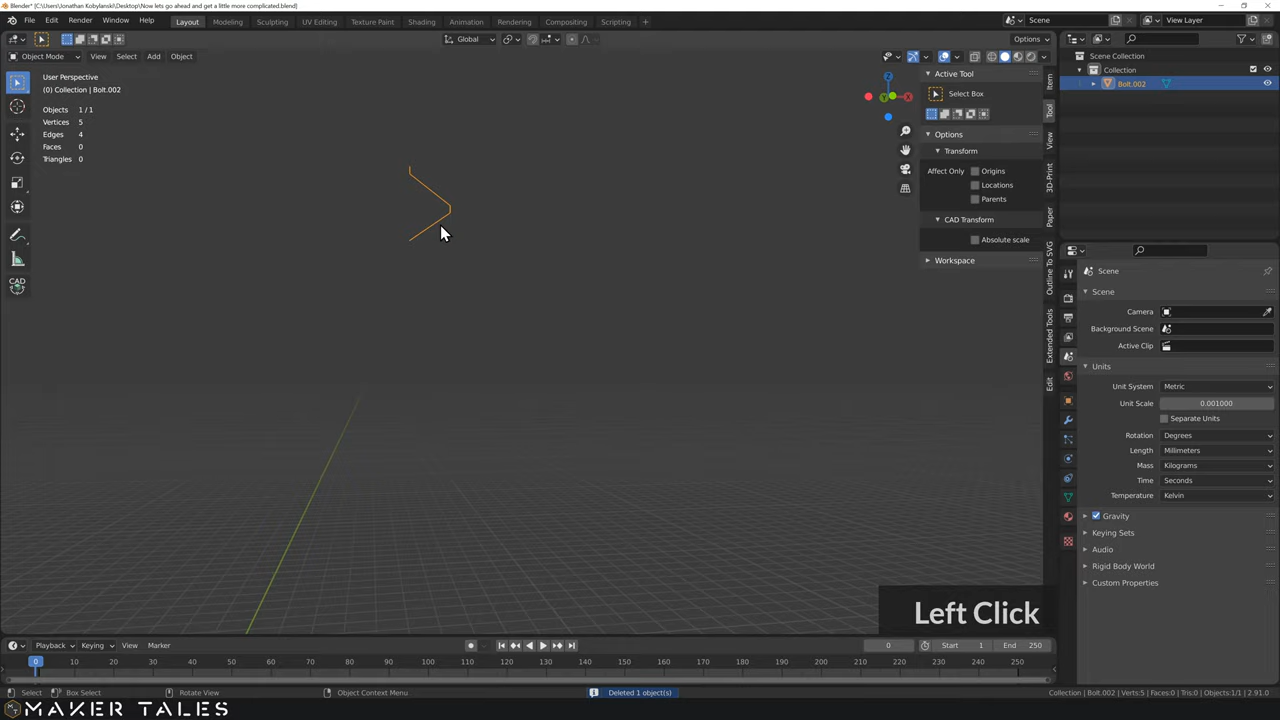 Blender* [C:\Users\Jonathan Kobylanski\Desktop\Now lets go ahead and get a little more complicated.blend]
File Edit Render Window Help Layout Modeling Sculpting UV Editing Texture Paint Shading Animation Rendering Compositing Scripting + Scene View Layer
Global Options
Object Mode View Select Add Object
User Perspective
(0) Collection | Bolt.002
Objects 1/1
Vertices 5
Edges 4
Faces 0
Triangles 0
CAD
Z
Y
X
Active Tool
Select Box
Options
Transform
Affect Only Origins
Locations
Parents
CAD Transform
Absolute scale
Workspace
Item
Tool
View
3D-Print
Paper
Outline To SVG
Extended Tools
Edit
Scene Collection
Collection
Bolt.002
Scene
Scene
Camera
Background Scene
Active Clip
Units
Unit System Metric
Unit Scale 0.001000
Separate Units
Rotation Degrees
Length Millimeters
Mass Kilograms
Time Seconds
Temperature Kelvin
Gravity
Keying Sets
Audio
Rigid Body World
Custom Properties
Left Click
Playback Keying View Marker 0 Start 1 End 250
0 10 20 30 40 50 60 70 80 90 100 110 120 130 140 150 160 170 180 190 200 210 220 230 240 250
Select Box Select Rotate View Object Context Menu Deleted 1 object(s) Collection | Bolt.002 | Verts:5 | Faces:0 | Tris:0 | Objects:1/1 | 2.91.0
MAKER TALES